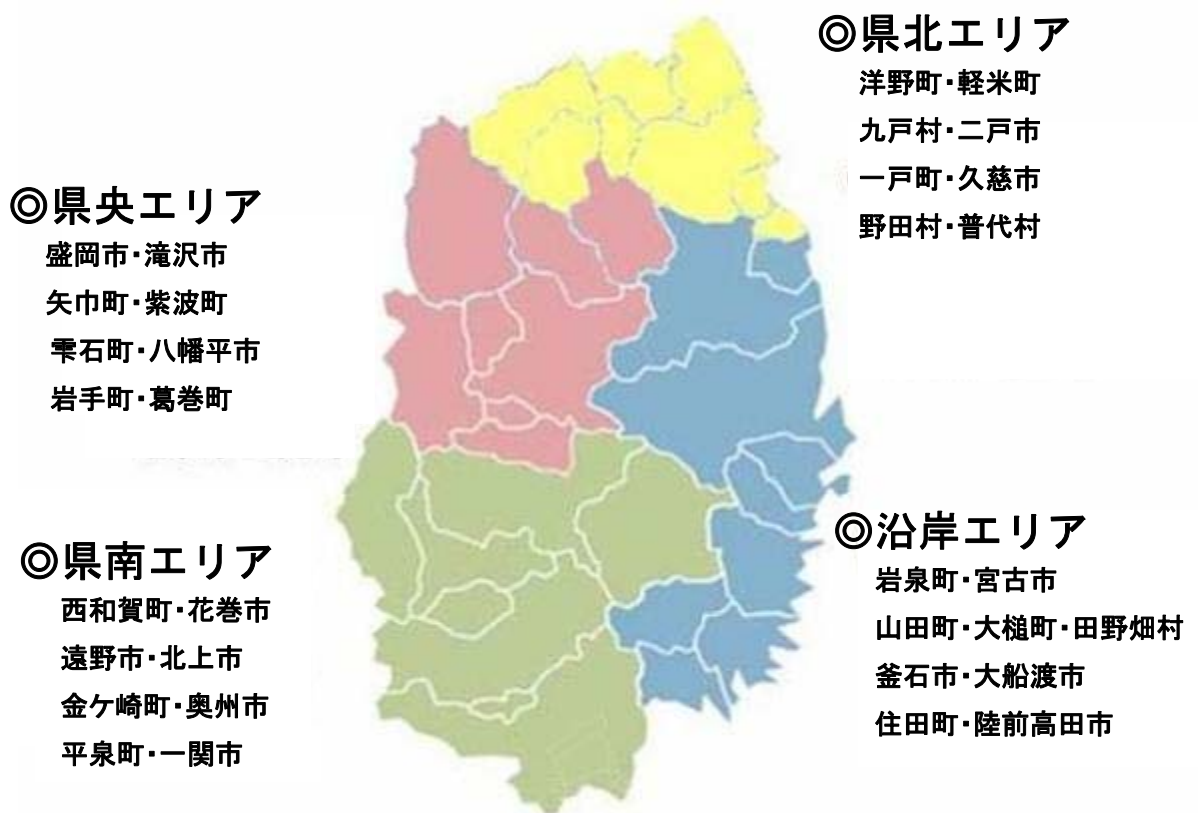 ◎県北エリア
洋野町・軽米町
九戸村・二戸市
一戸町・久慈市
野田村・普代村
◎県央エリア
盛岡市・滝沢市
矢巾町・紫波町
雫石町・八幡平市
岩手町・葛巻町
◎県南エリア
西和賀町・花巻市
遠野市・北上市
金ケ崎町・奥州市
平泉町・一関市
◎沿岸エリア
岩泉町・宮古市
山田町・大槌町・田野畑村
釜石市・大船渡市
住田町・陸前高田市